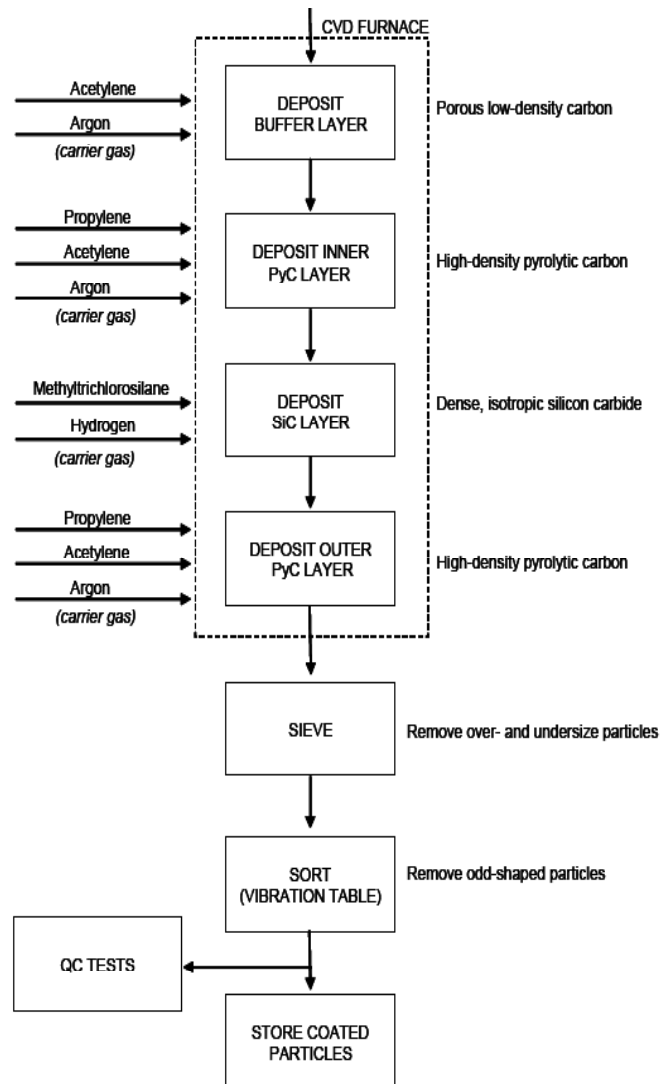 CVD FURNACE
Acetylene
Argon
(carrier gas)
DEPOSIT
BUFFER LAYER
Porous low-density carbon
Propylene
Acetylene
Argon
(carrier gas)
DEPOSIT INNER
PyC LAYER
High-density pyrolytic carbon
Methyltrichlorosilane
Hydrogen
(carrier gas)
DEPOSIT
SiC LAYER
Dense, isotropic silicon carbide
Propylene
Acetylene
Argon
(carrier gas)
DEPOSIT OUTER
PyC LAYER
High-density pyrolytic carbon
SIEVE
Remove over- and undersize particles
SORT
(VIBRATION TABLE)
Remove odd-shaped particles
QC TESTS
STORE COATED
PARTICLES